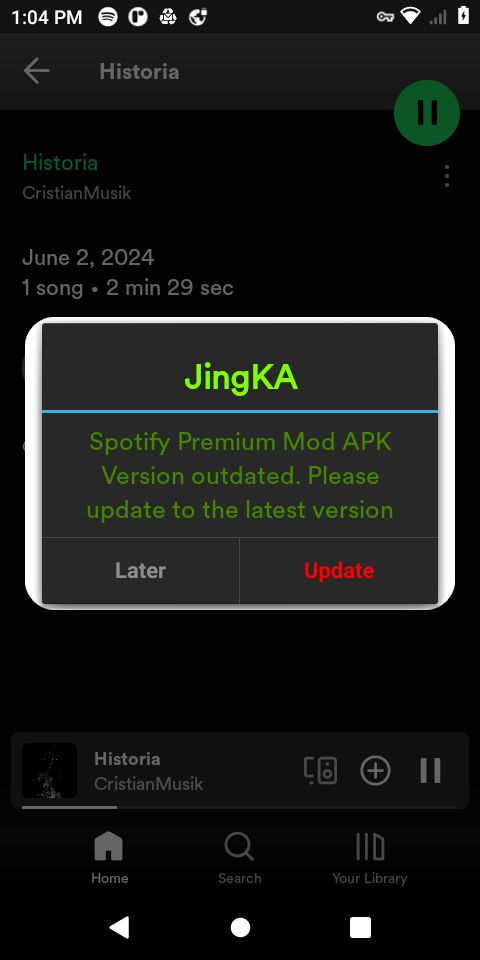 1:04 PM
Historia
Historia
CristianMusik
June 2, 2024
1 song • 2 min 29 sec
JingKA
Spotify Premium Mod APK
Version outdated. Please
update to the latest version
Later
Update
Historia
CristianMusik
Home
Search
Your Library